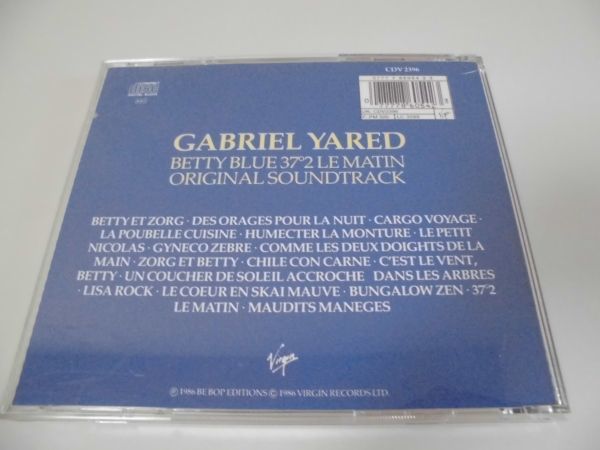 CDV 2396
GABRIEL YARED
BETTY BLUE 37°2 LE MATIN
ORIGINAL SOUNDTRACK
BETTY ET ZORG · DES ORAGES POUR LA NUIT · CARGO VOYAGE ·
LA POUBELLE CUISINE · HUMECTER LA MONTURE · LE PETIT
NICOLAS · GYNECO ZEBRE · COMME LES DEUX DOIGHTS DE LA
MAIN · ZORG ET BETTY · CHILE CON CARNE · C'EST LE VENT,
BETTY · UN COUCHER DE SOLEIL ACCROCHE DANS LES ARBRES
· LISA ROCK · LE COEUR EN SKAI MAUVE · BUNGALOW ZEN · 37°2
LE MATIN · MAUDITS MANEGES
Virgin
℗ 1986 BE BOP EDITIONS © 1986 VIRGIN RECORDS LTD.